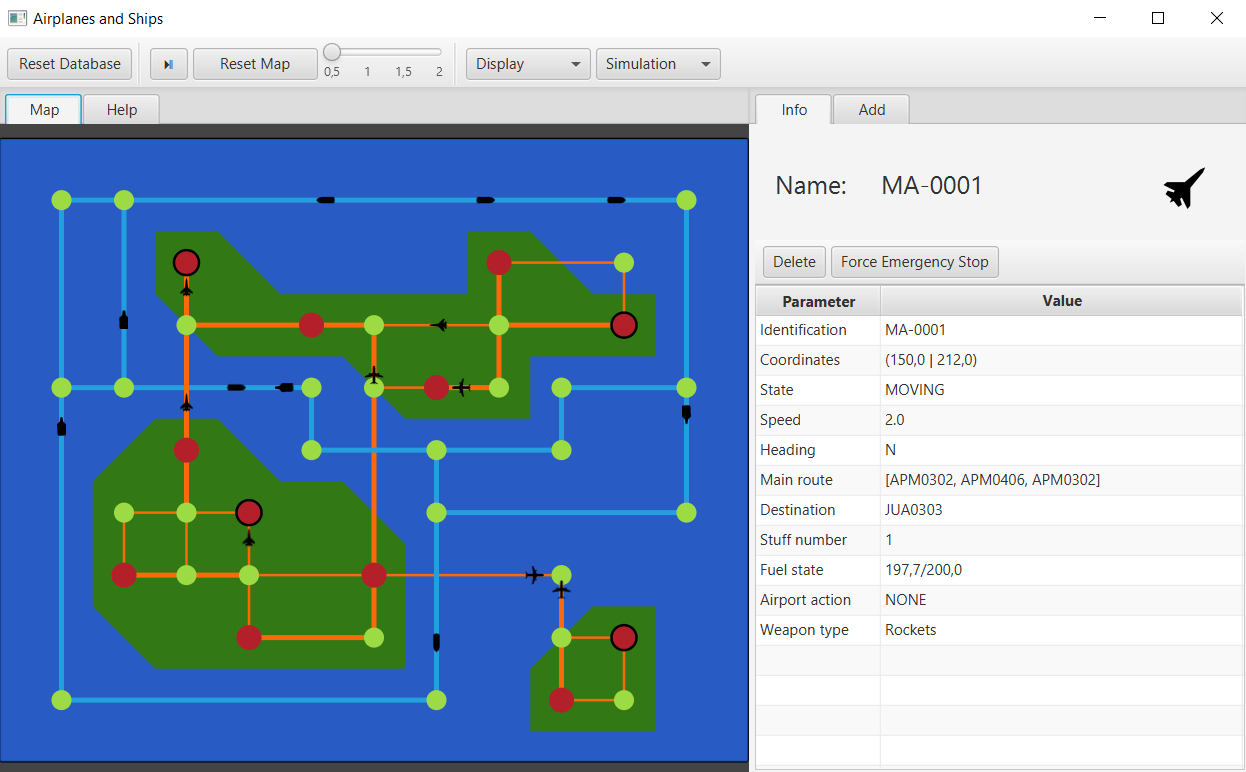 Airplanes and Ships
Reset Database
Reset Map
0,5 1 1,5 2
Display
Simulation
Map
Help
Info
Add
Name: MA-0001
Delete
Force Emergency Stop
Parameter Value
Identification MA-0001
Coordinates (150,0 | 212,0)
State MOVING
Speed 2.0
Heading N
Main route [APM0302, APM0406, APM0302]
Destination JUA0303
Stuff number 1
Fuel state 197,7/200,0
Airport action NONE
Weapon type Rockets